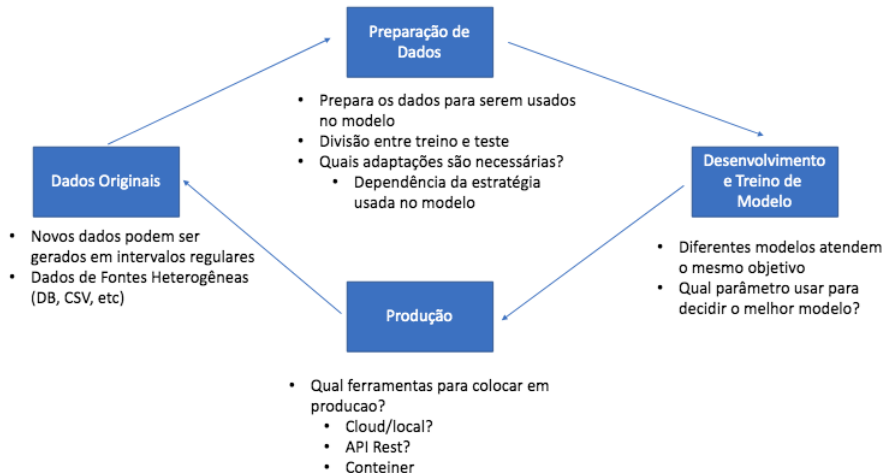 Preparação de
Dados
• Prepara os dados para serem usados
no modelo
• Divisão entre treino e teste
• Quais adaptações são necessárias?
• Dependência da estratégia
usada no modelo
Dados Originais
• Novos dados podem ser
gerados em intervalos regulares
• Dados de Fontes Heterogêneas
(DB, CSV, etc)
Desenvolvimento
e Treino de
Modelo
• Diferentes modelos atendem
o mesmo objetivo
• Qual parâmetro usar para
decidir o melhor modelo?
Produção
• Qual ferramentas para colocar em
producao?
• Cloud/local?
• API Rest?
• Conteiner